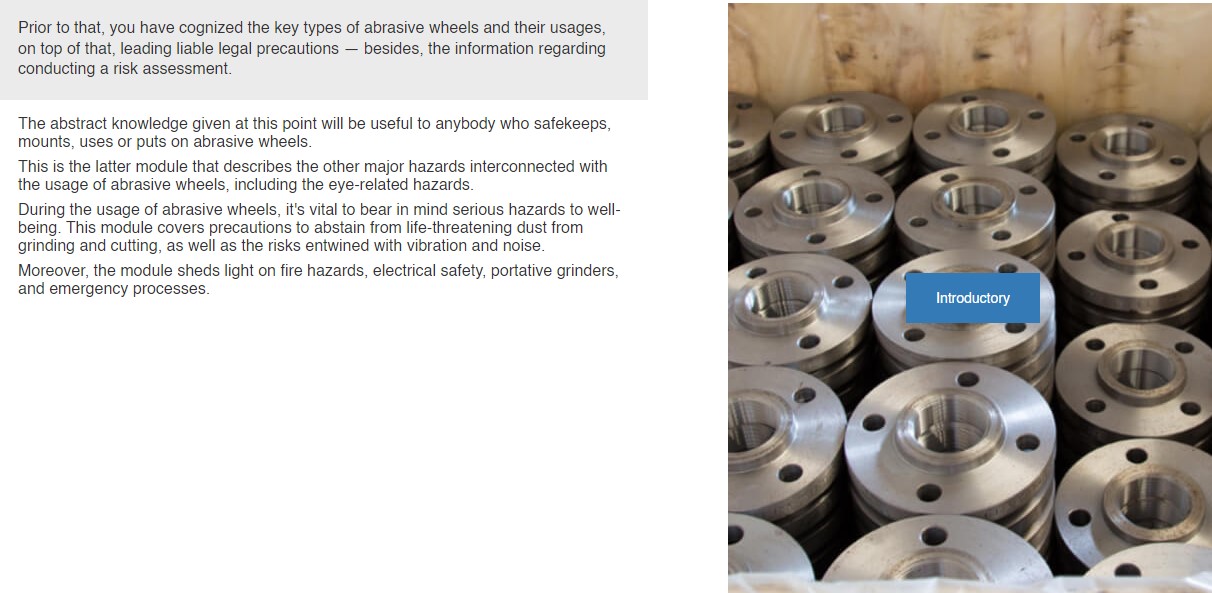 Prior to that, you have cognized the key types of abrasive wheels and their usages,
on top of that, leading liable legal precautions — besides, the information regarding
conducting a risk assessment.
The abstract knowledge given at this point will be useful to anybody who safekeeps,
mounts, uses or puts on abrasive wheels.
This is the latter module that describes the other major hazards interconnected with
the usage of abrasive wheels, including the eye-related hazards.
During the usage of abrasive wheels, it's vital to bear in mind serious hazards to well-
being. This module covers precautions to abstain from life-threatening dust from
grinding and cutting, as well as the risks entwined with vibration and noise.
Moreover, the module sheds light on fire hazards, electrical safety, portative grinders,
and emergency processes.
Introductory